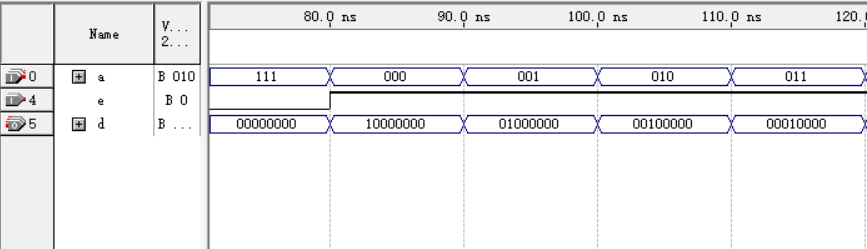 Name V... 2... 80.0 ns 90.0 ns 100.0 ns 110.0 ns 120.
0 a B 010 111 000 001 010 011
4 e B 0
5 d B ... 00000000 10000000 01000000 00100000 00010000